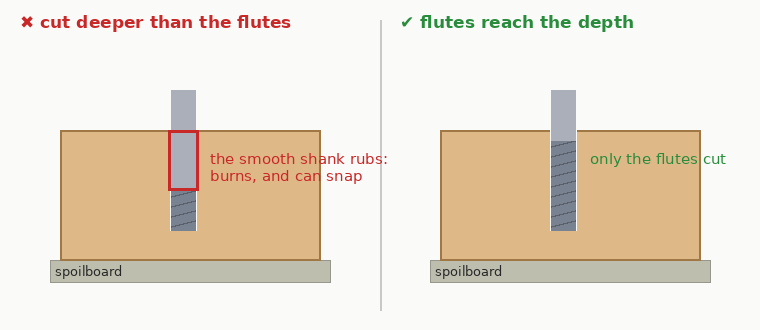 ✖ cut deeper than the flutes
the smooth shank rubs:
burns, and can snap
spoilboard
✔ flutes reach the depth
only the flutes cut
spoilboard